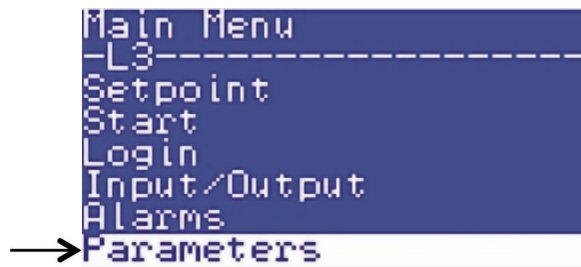 Main Menu
-L3--------------------
Setpoint
Start
Login
Input/Output
Alarms
Parameters